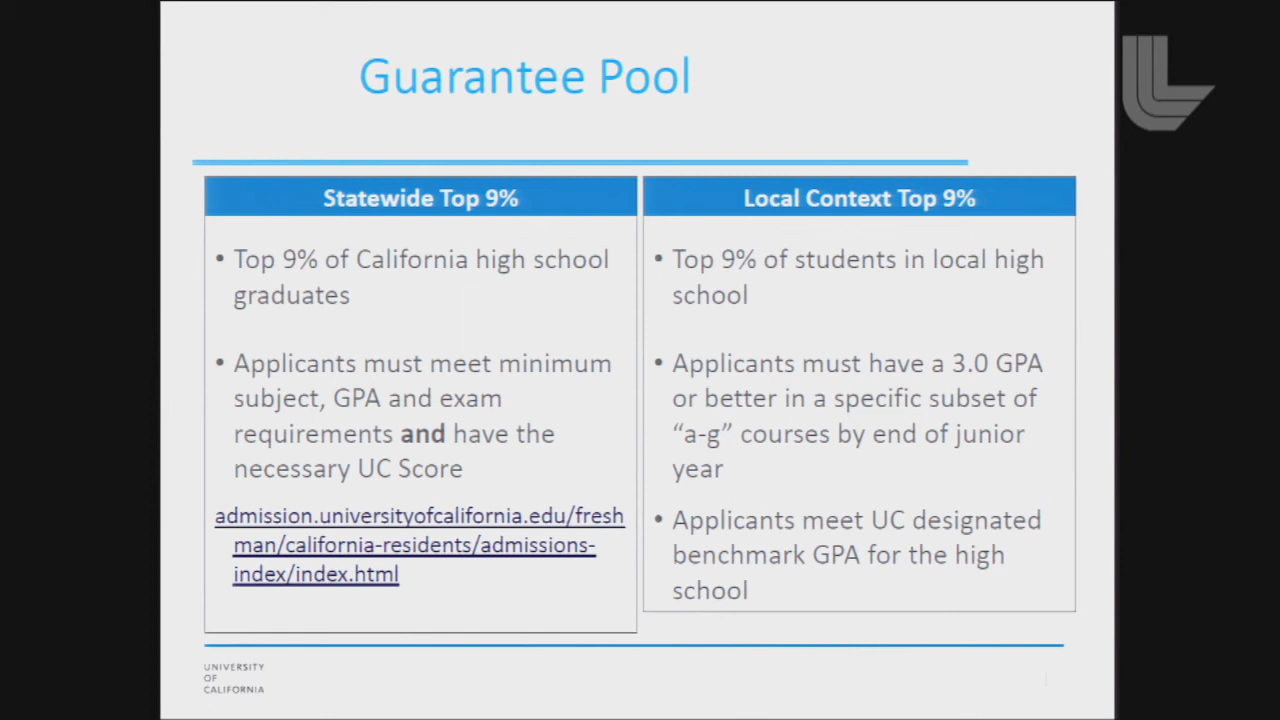 Guarantee Pool
Statewide Top 9%
• Top 9% of California high school
graduates
• Applicants must meet minimum
subject, GPA and exam
requirements and have the
necessary UC Score
admission.universityofcalifornia.edu/fresh
man/california-residents/admissions-
index/index.html
Local Context Top 9%
• Top 9% of students in local high
school
• Applicants must have a 3.0 GPA
or better in a specific subset of
“a-g” courses by end of junior
year
• Applicants meet UC designated
benchmark GPA for the high
school
UNIVERSITY
OF
CALIFORNIA